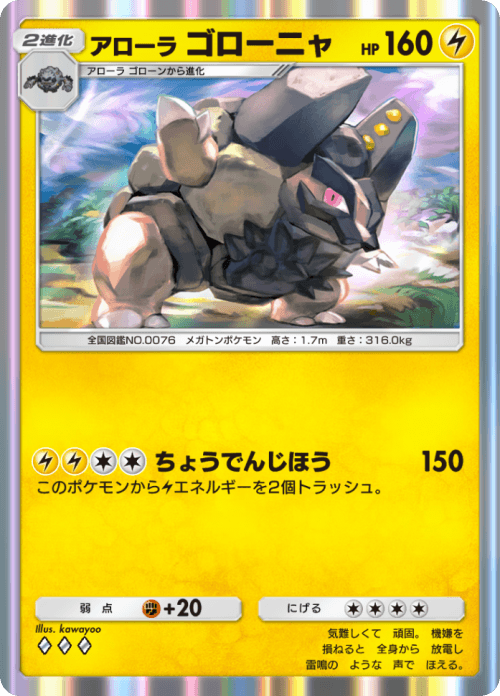 2進化
アローラ ゴローニャ HP 160
アローラ ゴローンから進化
全国図鑑NO.0076 メガトンポケモン 高さ：1.7m 重さ：316.0kg
ちょうでんじほう 150
このポケモンからエネルギーを2個トラッシュ。
弱点 +20 にげる
Illus. kawayoo
気難しくて 頑固。 機嫌を
損ねると 全身から 放電し
雷鳴の ような 声で ほえる。